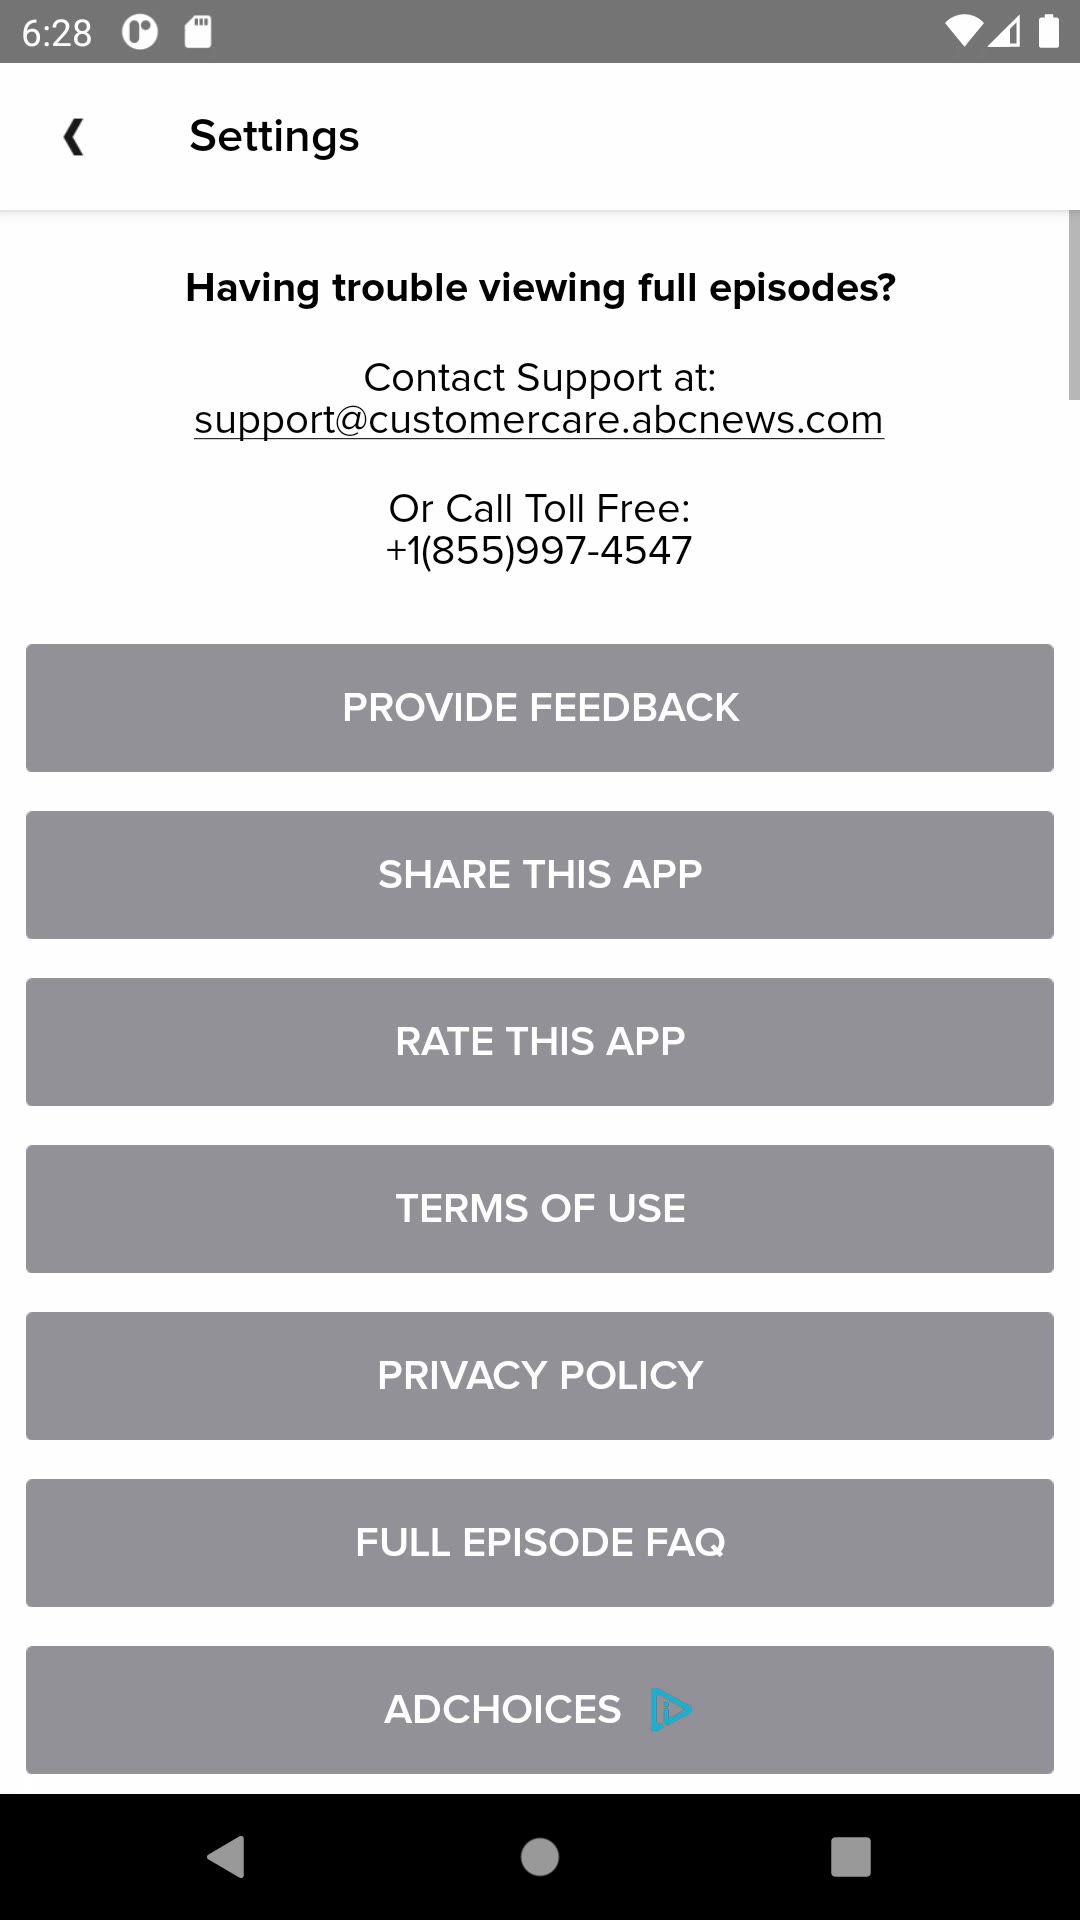 6:28
Settings
Having trouble viewing full episodes?
Contact Support at:
support@customercare.abcnews.com
Or Call Toll Free:
+1(855)997-4547
PROVIDE FEEDBACK
SHARE THIS APP
RATE THIS APP
TERMS OF USE
PRIVACY POLICY
FULL EPISODE FAQ
ADCHOICES